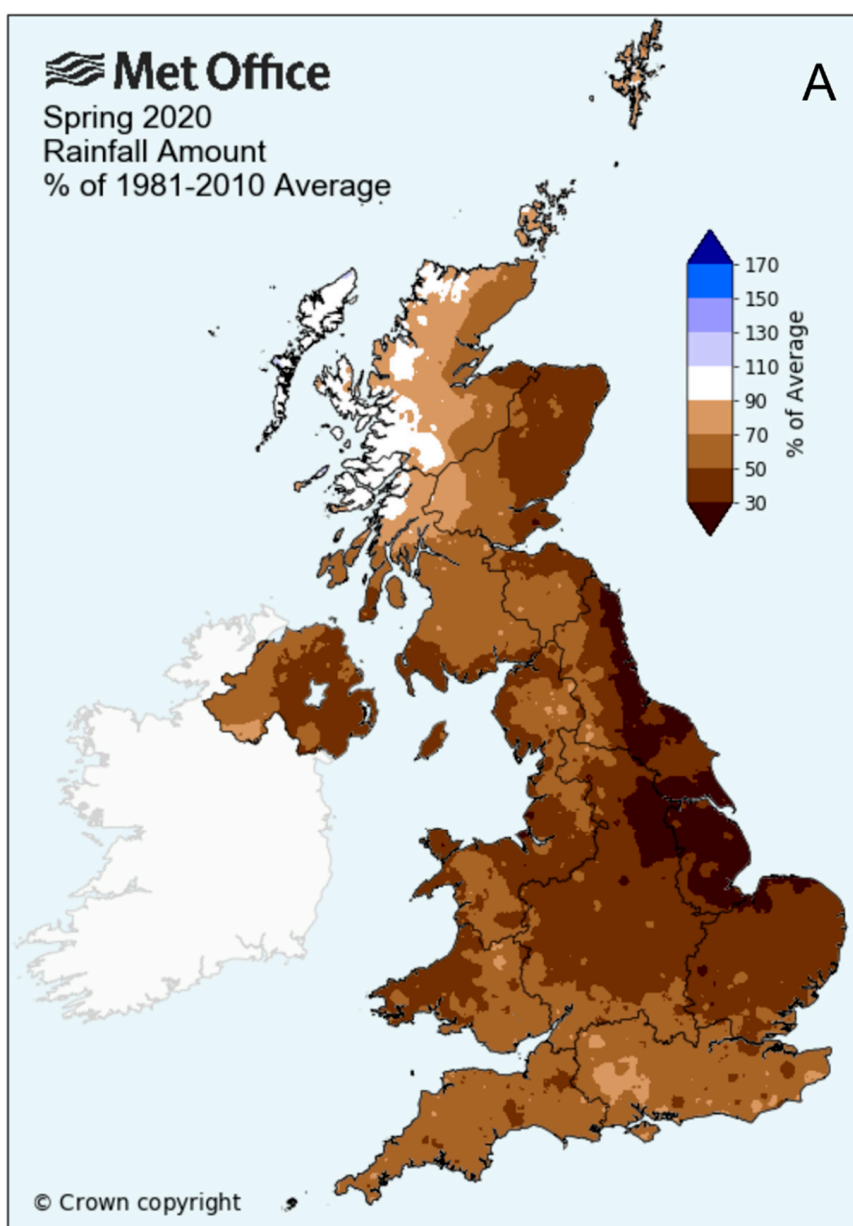 Met Office
A
Spring 2020
Rainfall Amount
% of 1981-2010 Average
170
150
130
110
90
70
50
30
% of Average
© Crown copyright